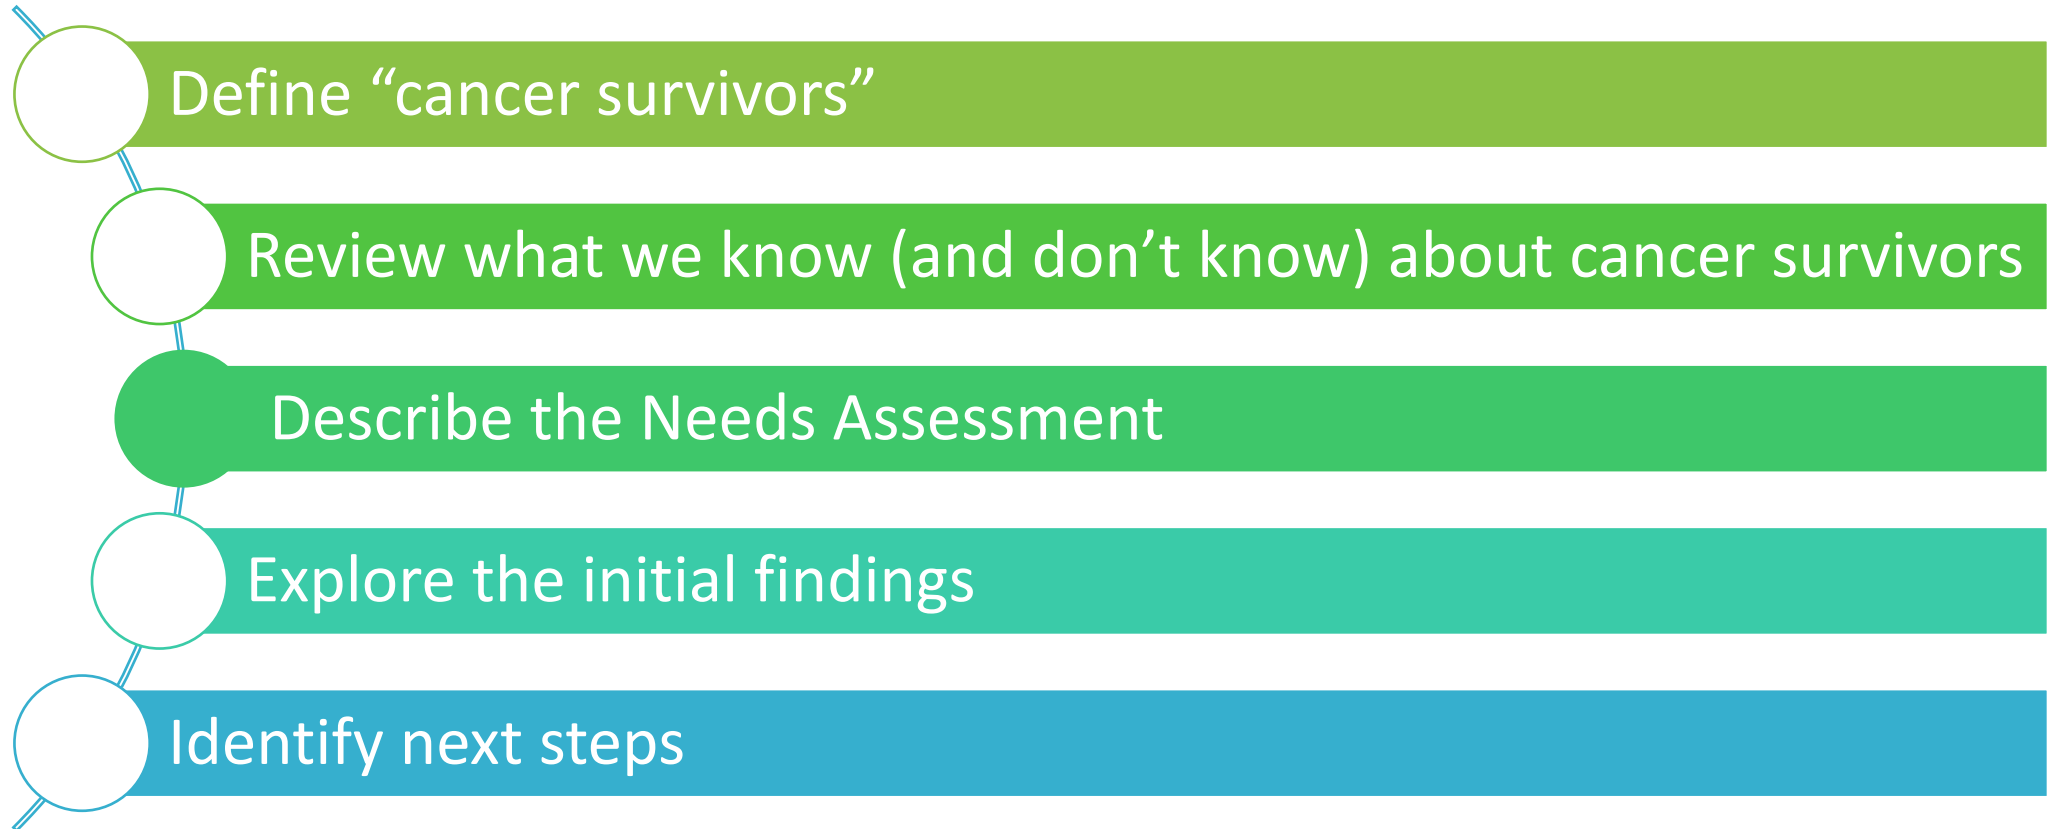 Define “cancer survivors”
Review what we know (and don’t know) about cancer survivors
Describe the Needs Assessment
Explore the initial findings
Identify next steps